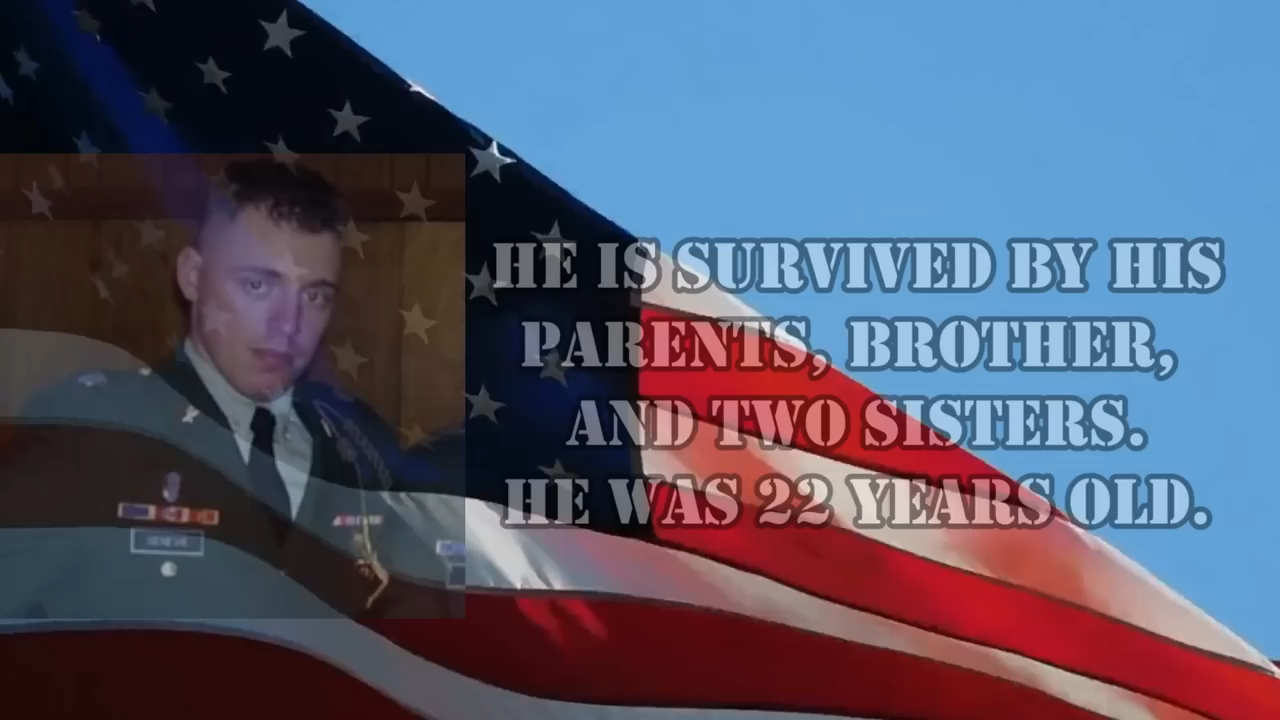 HE IS SURVIVED BY HIS
PARENTS, BROTHER,
AND TWO SISTERS.
HE WAS 22 YEARS OLD.